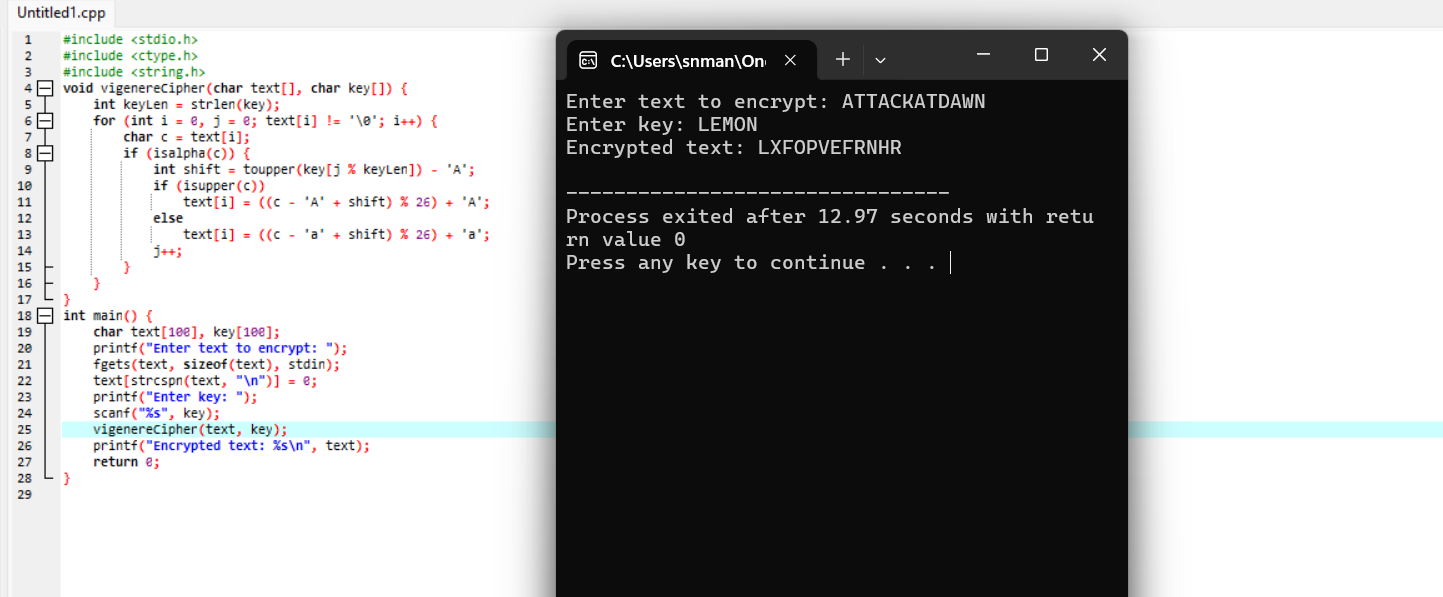 Untitled1.cpp
1 #include <stdio.h>
2 #include <ctype.h>
3 #include <string.h>
4 void vigenereCipher(char text[], char key[]) {
5 int keyLen = strlen(key);
6 for (int i = 0, j = 0; text[i] != '\0'; i++) {
7 char c = text[i];
8 if (isalpha(c)) {
9 int shift = toupper(key[j % keyLen]) - 'A';
10 if (isupper(c))
11 text[i] = ((c - 'A' + shift) % 26) + 'A';
12 else
13 text[i] = ((c - 'a' + shift) % 26) + 'a';
14 j++;
15 }
16 }
17 }
18 int main() {
19 char text[100], key[100];
20 printf("Enter text to encrypt: ");
21 fgets(text, sizeof(text), stdin);
22 text[strcspn(text, "\n")] = 0;
23 printf("Enter key: ");
24 scanf("%s", key);
25 vigenereCipher(text, key);
26 printf("Encrypted text: %s\n", text);
27 return 0;
28 }
29
C:\Users\snman\On
Enter text to encrypt: ATTACKATDAWN
Enter key: LEMON
Encrypted text: LXFOPVEFRNHR
--------------------------------
Process exited after 12.97 seconds with retu
rn value 0
Press any key to continue . . .